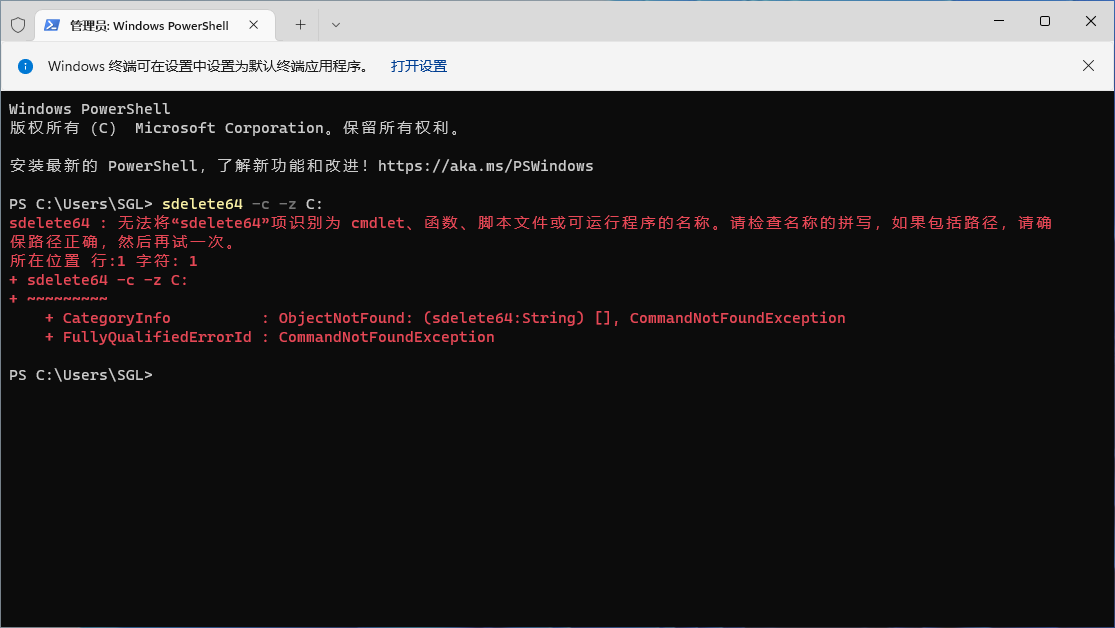 管理员: Windows PowerShell
Windows 终端可在设置中设置为默认终端应用程序。 打开设置
Windows PowerShell
版权所有 (C)  Microsoft Corporation。保留所有权利。
安装最新的 PowerShell，了解新功能和改进！https://aka.ms/PSWindows
PS C:\Users\SGL> sdelete64 -c -z C:
sdelete64 : 无法将“sdelete64”项识别为 cmdlet、函数、脚本文件或可运行程序的名称。请检查名称的拼写，如果包括路径，请确
保路径正确，然后再试一次。
所在位置 行:1 字符: 1
+ sdelete64 -c -z C:
+ ~~~~~~~~~
    + CategoryInfo          : ObjectNotFound: (sdelete64:String) [], CommandNotFoundException
    + FullyQualifiedErrorId : CommandNotFoundException
PS C:\Users\SGL>